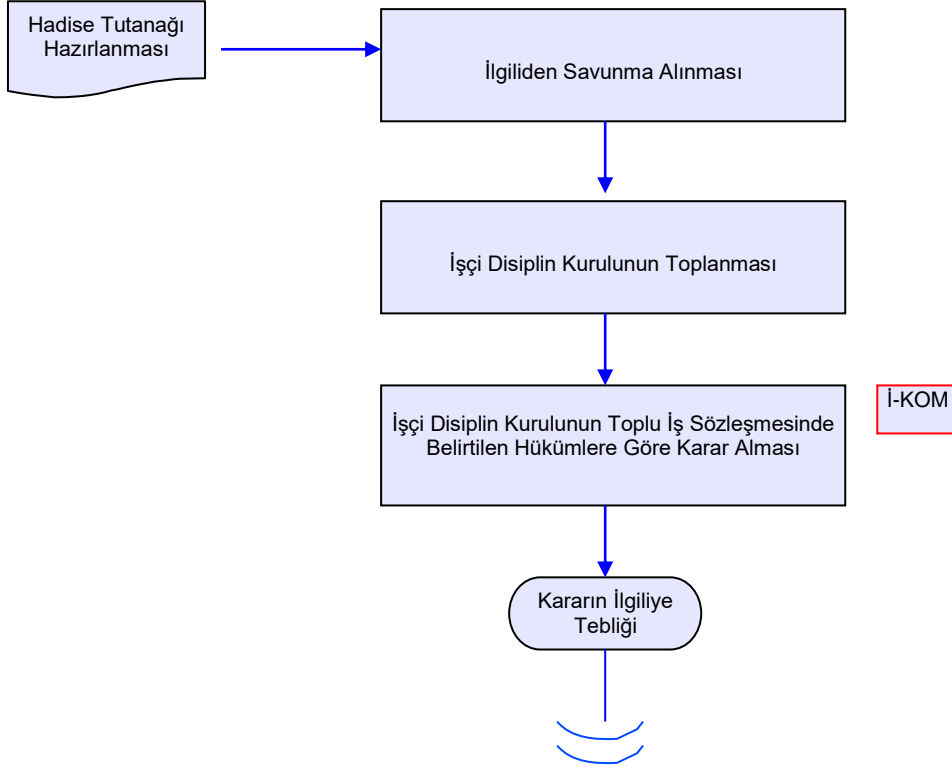 Hadise Tutanağı
Hazırlanması
İlgiliden Savunma Alınması
İşçi Disiplin Kurulunun Toplanması
İşçi Disiplin Kurulunun Toplu İş Sözleşmesinde
Belirtilen Hükümlere Göre Karar Alması
İ-KOM
Kararın İlgiliye
Tebliği